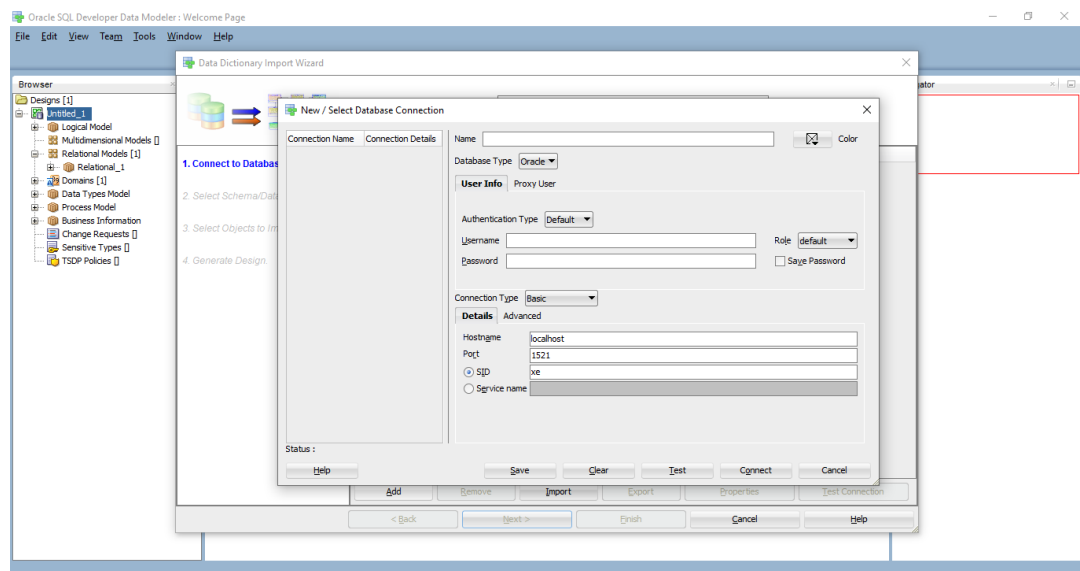 Oracle SQL Developer Data Modeler : Welcome Page
File Edit View Team Tools Window Help
Data Dictionary Import Wizard
Browser
Designs [1]
Untitled_1
Logical Model
Multidimensional Models []
Relational Models [1]
Relational_1
Domains [1]
Data Types Model
Process Model
Business Information
Change Requests []
Sensitive Types []
TSDP Policies []
1. Connect to Databas
2. Select Schema/Data
3. Select Objects to Im
4. Generate Design.
New / Select Database Connection
Connection Name Connection Details
Name
Color
Database Type Oracle
User Info Proxy User
Authentication Type Default
Username
Role default
Password
Save Password
Connection Type Basic
Details Advanced
Hostname localhost
Port 1521
SID xe
Service name
Status :
Help Save Clear Test Connect Cancel
Add Remove Import Export Properties Test Connection
< Back Next > Finish Cancel Help
ator